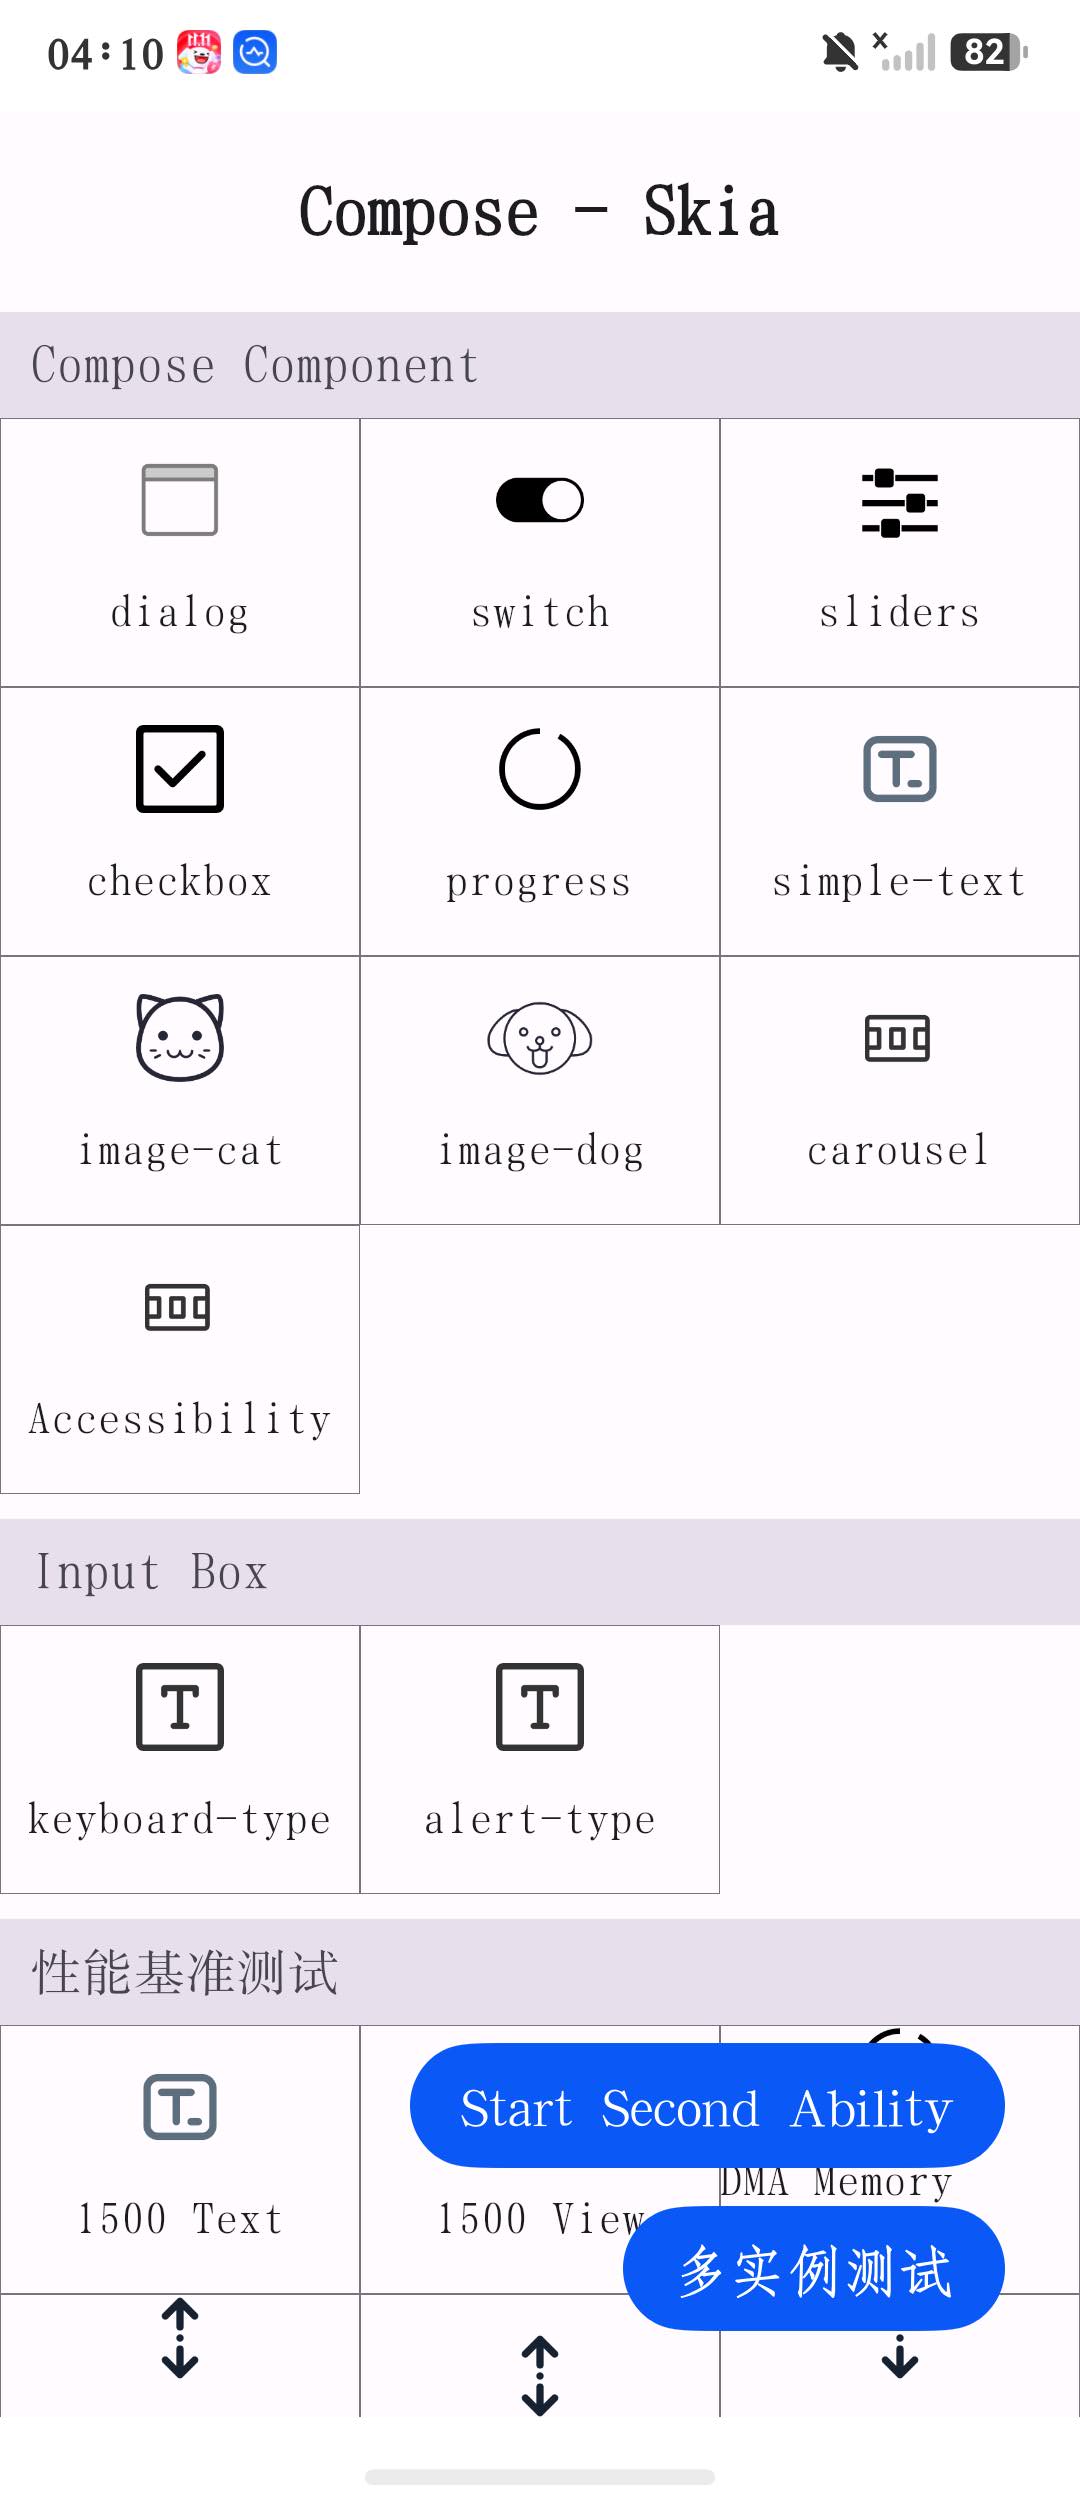 04:10
82
Compose - Skia
Compose Component
dialog
switch
sliders
checkbox
progress
simple-text
image-cat
image-dog
carousel
Accessibility
Input Box
keyboard-type
alert-type
性能基准测试
Start Second Ability
1500 Text
1500 View
DMA Memory
多实例测试